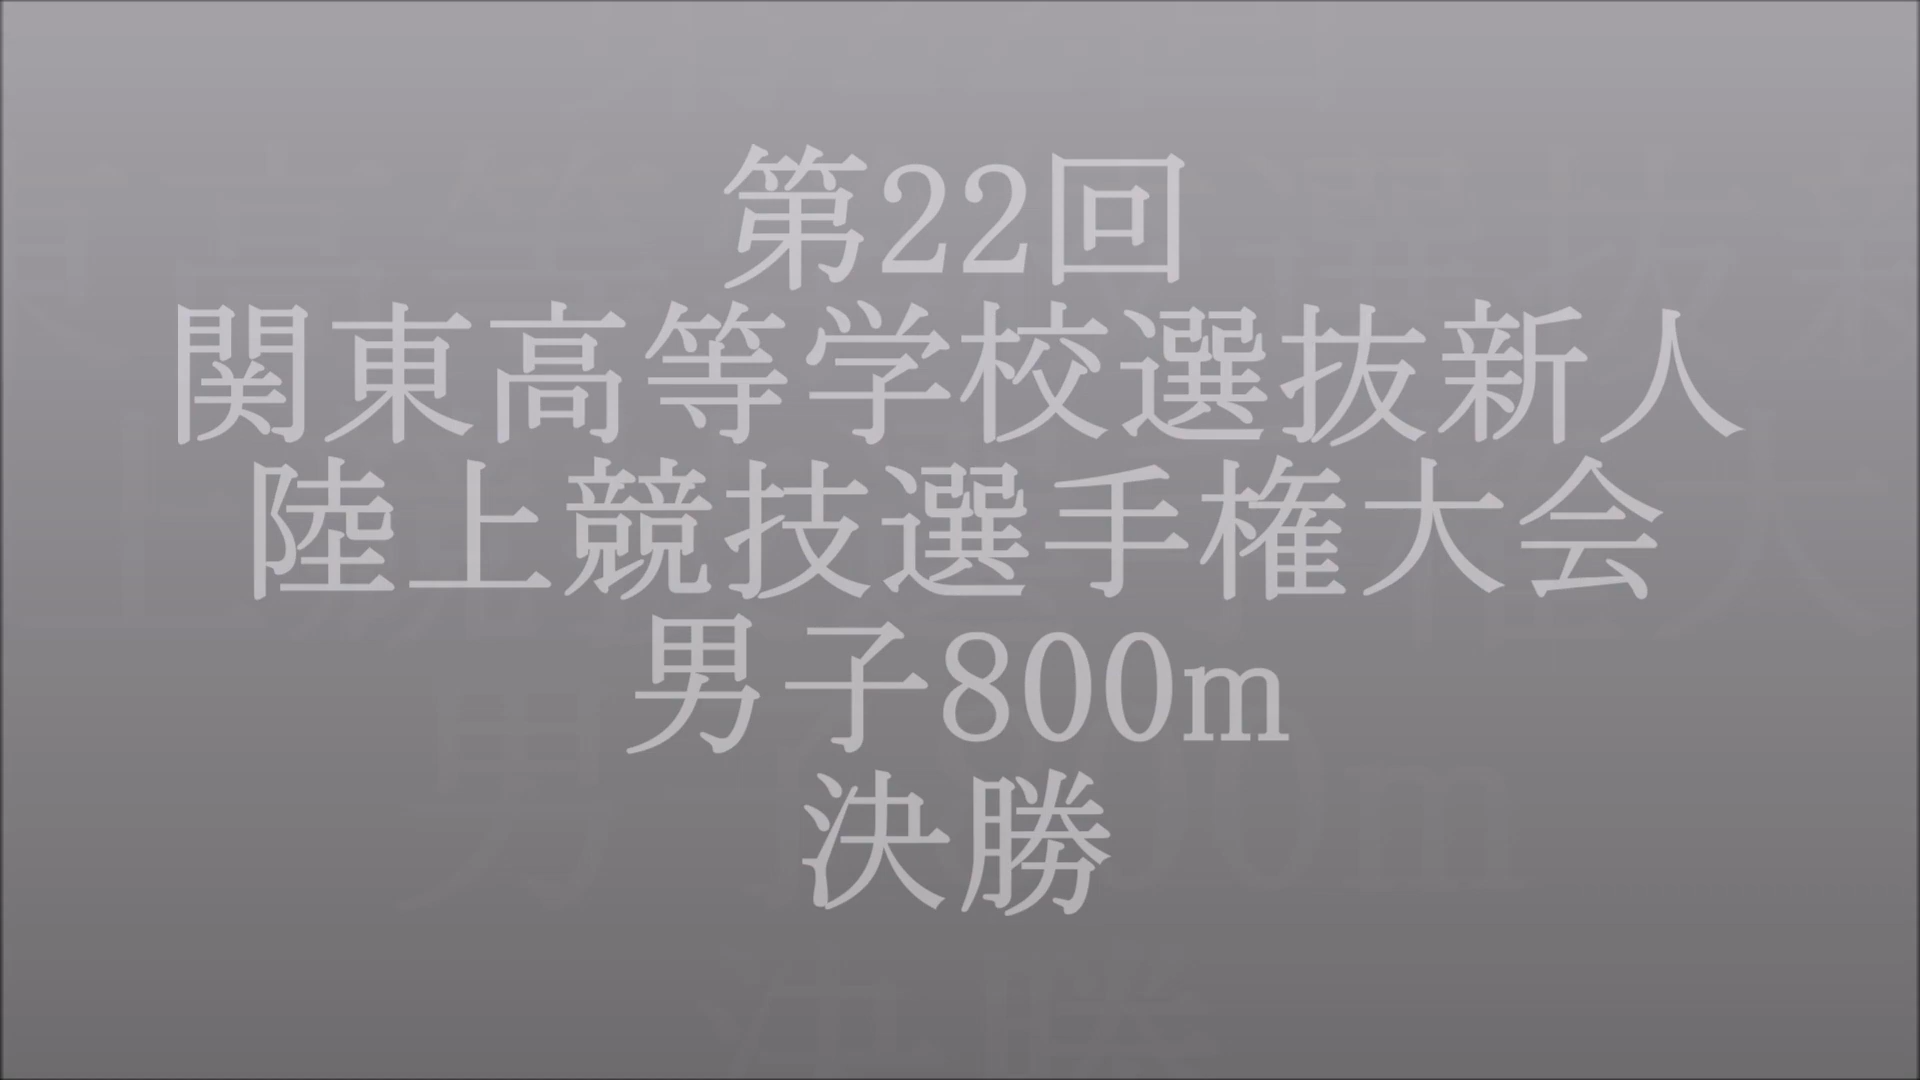 第22回
関東高等学校選抜新人
陸上競技選手権大会
男子800m
決勝